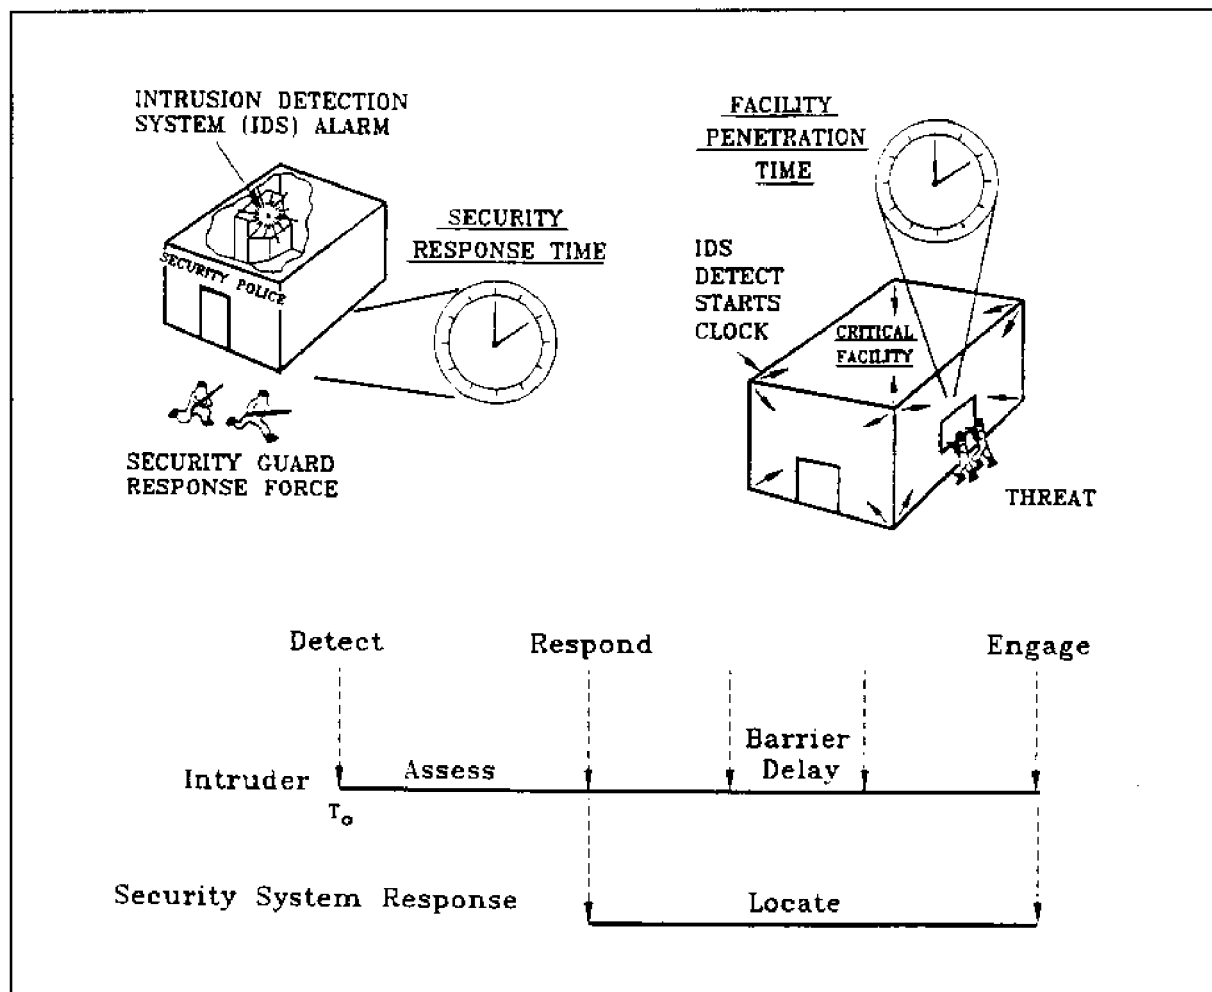 INTRUSION DETECTION
SYSTEM (IDS) ALARM
SECURITY POLICE
SECURITY
RESPONSE TIME
SECURITY GUARD
RESPONSE FORCE
FACILITY
PENETRATION
TIME
IDS
DETECT
STARTS
CLOCK
CRITICAL
FACILITY
THREAT
Detect
Respond
Engage
Intruder
Assess
Barrier
Delay
To
Security System Response
Locate